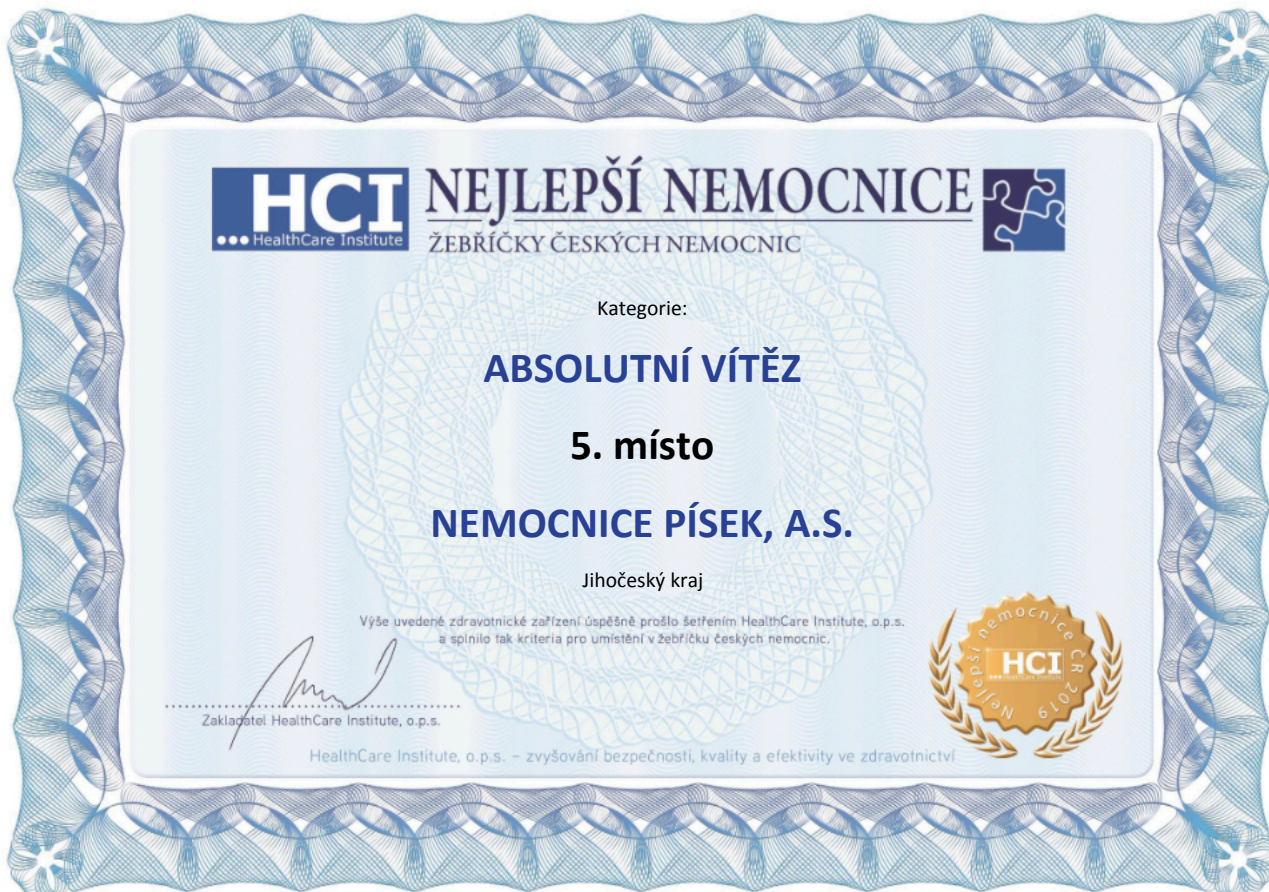 HCI
HealthCare Institute
NEJLEPŠÍ NEMOCNICE
ŽEBŘÍČKY ČESKÝCH NEMOCNIC
Kategorie:
ABSOLUTNÍ VÍTĚZ
5. místo
NEMOCNICE PÍSEK, A.S.
Jihočeský kraj
Výše uvedené zdravotnické zařízení úspěšně prošlo šetřením HealthCare Institute, o.p.s.
a splnilo tak kriteria pro umístění v žebříčku českých nemocnic.
Nejlepší nemocnice ČR 2019
HCI
HealthCare Institute
Zakladatel HealthCare Institute, o.p.s.
HealthCare Institute, o.p.s. – zvyšování bezpečnosti, kvality a efektivity ve zdravotnictví